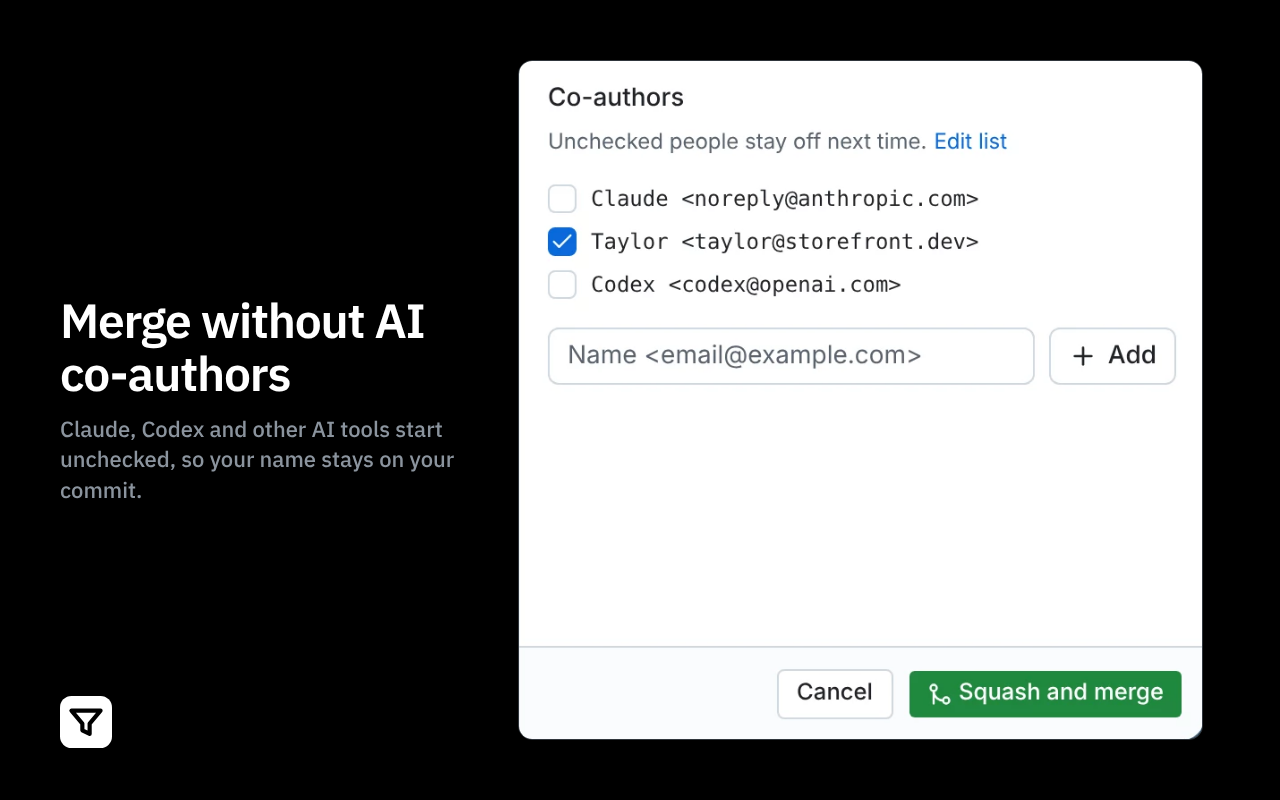 Merge without AI
co-authors
Claude, Codex and other AI tools start
unchecked, so your name stays on your
commit.
Co-authors
Unchecked people stay off next time. Edit list
Claude <noreply@anthropic.com>
Taylor <taylor@storefront.dev>
Codex <codex@openai.com>
Name <email@example.com>
+ Add
Cancel
Squash and merge